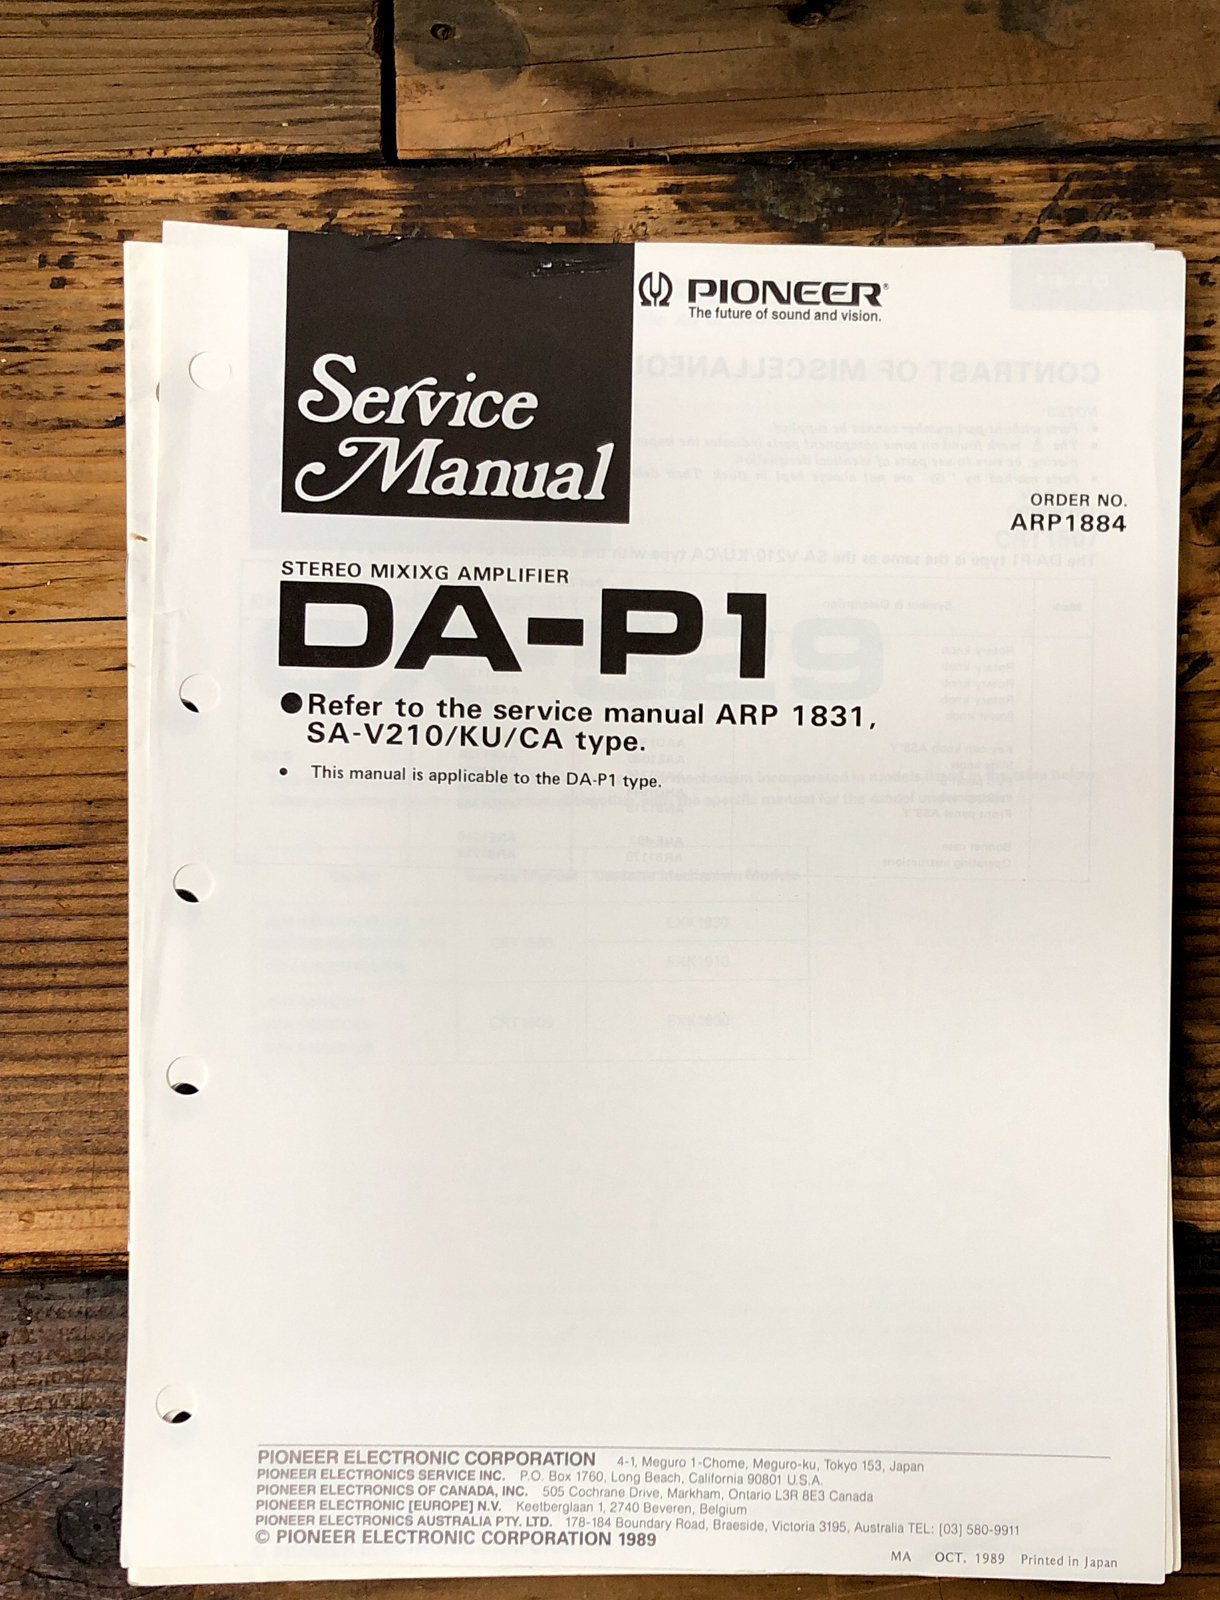 PIONEER®
The future of sound and vision.
Service
Manual
ORDER NO.
ARP1884
STEREO MIXIXG AMPLIFIER
DA-P1
●Refer to the service manual ARP 1831,
SA-V210/KU/CA type.
• This manual is applicable to the DA-P1 type.
PIONEER ELECTRONIC CORPORATION 4-1, Meguro 1-Chome, Meguro-ku, Tokyo 153, Japan
PIONEER ELECTRONICS SERVICE INC. P.O. Box 1760, Long Beach, California 90801 U.S.A.
PIONEER ELECTRONICS OF CANADA, INC. 505 Cochrane Drive, Markham, Ontario L3R 8E3 Canada
PIONEER ELECTRONIC [EUROPE] N.V. Keetberglaan 1, 2740 Beveren, Belgium
PIONEER ELECTRONICS AUSTRALIA PTY. LTD. 178-184 Boundary Road, Braeside, Victoria 3195, Australia TEL: [03] 580-9911
© PIONEER ELECTRONIC CORPORATION 1989
MA OCT. 1989 Printed in Japan